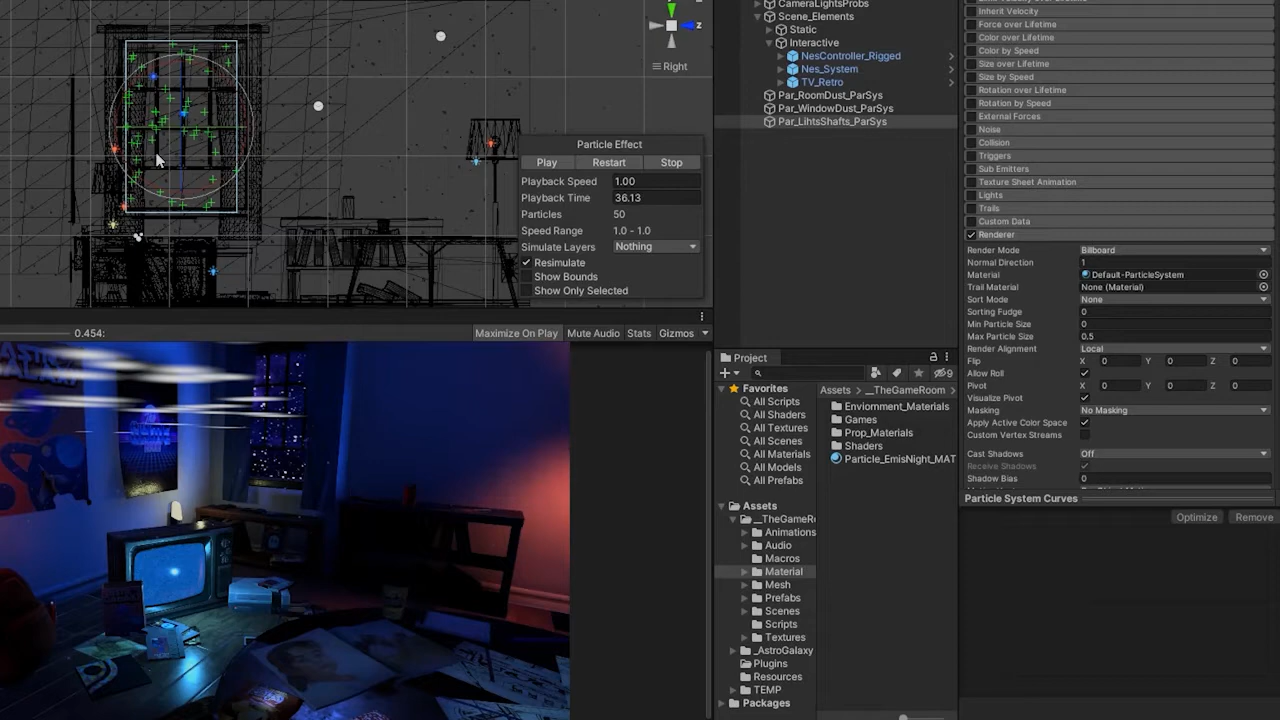 z
Right
Particle Effect
Play Restart Stop
Playback Speed 1.00
Playback Time 36.13
Particles 50
Speed Range 1.0 - 1.0
Simulate Layers Nothing
Resimulate
Show Bounds
Show Only Selected
0.454:
Maximize On Play Mute Audio Stats Gizmos
CameraLightsProbs
Scene_Elements
Static
Interactive
NesController_Rigged
Nes_System
TV_Retro
Par_RoomDust_ParSys
Par_WindowDust_ParSys
Par_LihtsShafts_ParSys
Project
9
Favorites
All Scripts
All Shaders
All Textures
All Scenes
All Materials
All Models
All Prefabs
Assets
__TheGameR
Animations
Audio
Macros
Material
Mesh
Prefabs
Scenes
Scripts
Textures
_AstroGalaxy
Plugins
Resources
TEMP
Packages
Assets __TheGameRoom
Enviornment_Materials
Games
Prop_Materials
Shaders
Particle_EmisNight_MAT
Inherit Velocity
Force over Lifetime
Color over Lifetime
Color by Speed
Size over Lifetime
Size by Speed
Rotation over Lifetime
Rotation by Speed
External Forces
Noise
Collision
Triggers
Sub Emitters
Texture Sheet Animation
Lights
Trails
Custom Data
Renderer
Render Mode Billboard
Normal Direction 1
Material Default-ParticleSystem
Trail Material None (Material)
Sort Mode None
Sorting Fudge 0
Min Particle Size 0
Max Particle Size 0.5
Render Alignment Local
Flip X 0 Y 0 Z 0
Allow Roll
Pivot X 0 Y 0 Z 0
Visualize Pivot
Masking No Masking
Apply Active Color Space
Custom Vertex Streams
Cast Shadows Off
Receive Shadows
Shadow Bias 0
Particle System Curves
Optimize Remove